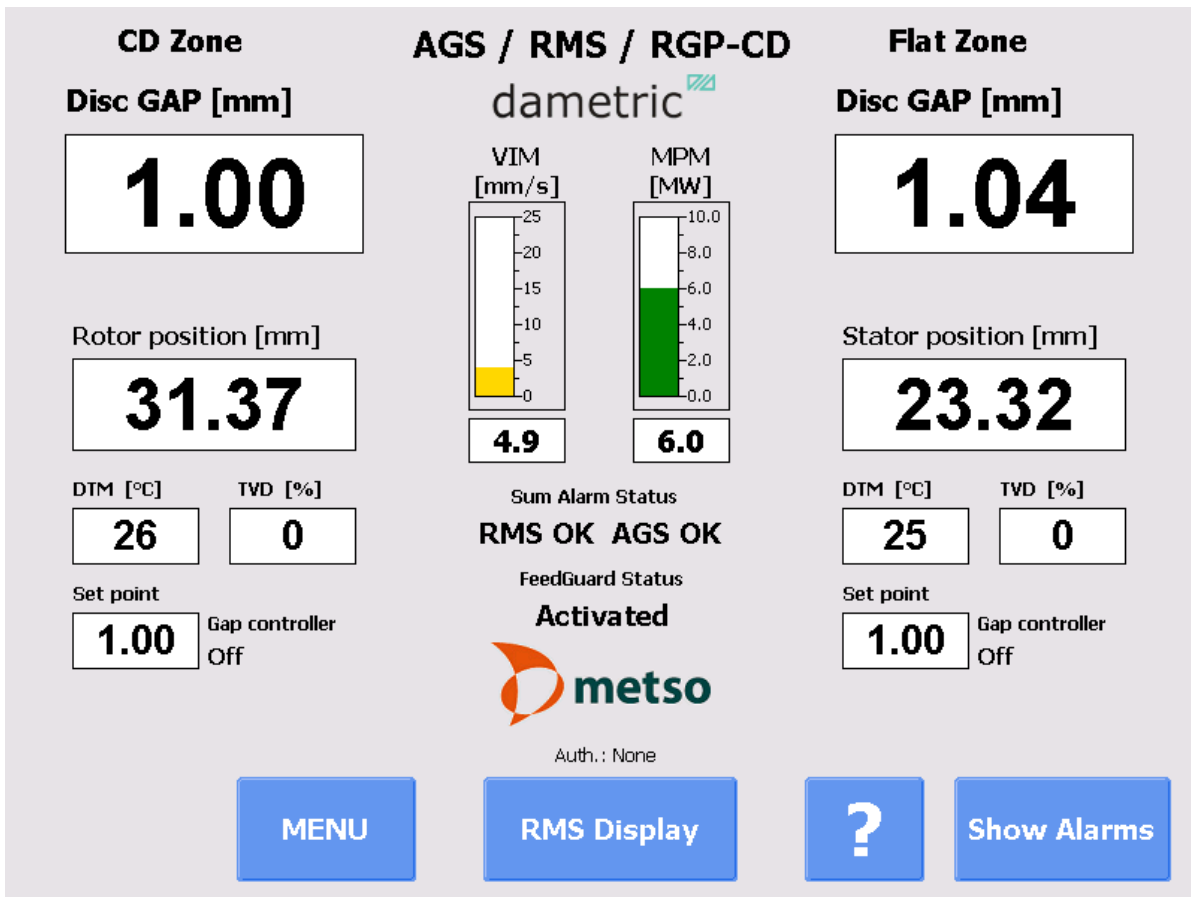 CD Zone
AGS / RMS / RGP-CD
Flat Zone
Disc GAP [mm]
dametric
Disc GAP [mm]
1.00
VIM
[mm/s]
MPM
[MW]
1.04
25
20
15
10
5
0
10.0
8.0
6.0
4.0
2.0
0.0
Rotor position [mm]
31.37
4.9
6.0
Stator position [mm]
23.32
DTM [°C]
TVD [%]
26
0
Sum Alarm Status
RMS OK AGS OK
DTM [°C]
TVD [%]
25
0
Set point
1.00
Gap controller
Off
FeedGuard Status
Activated
Set point
1.00
Gap controller
Off
metso
Auth.: None
MENU
RMS Display
?
Show Alarms